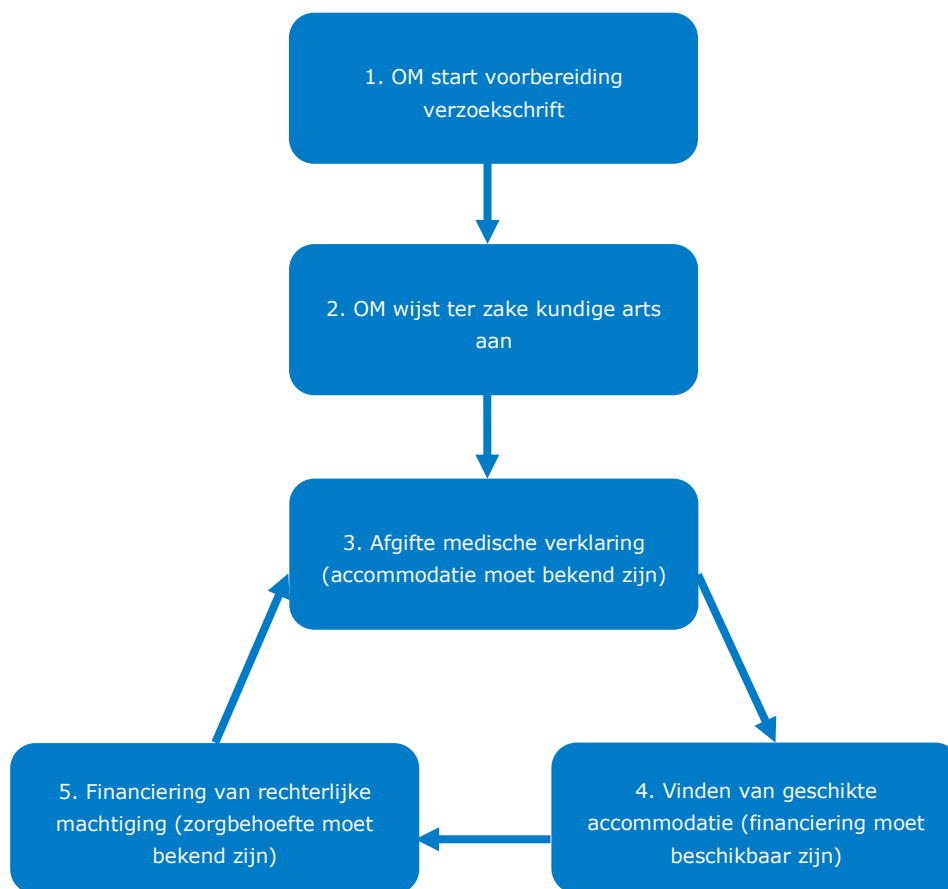 1. OM start voorbereiding
verzoekschrift
2. OM wijst ter zake kundige arts
aan
3. Afgifte medische verklaring
(accommodatie moet bekend zijn)
4. Vinden van geschikte
accommodatie (financiering moet
beschikbaar zijn)
5. Financiering van rechterlijke
machtiging (zorgbehoefte moet
bekend zijn)